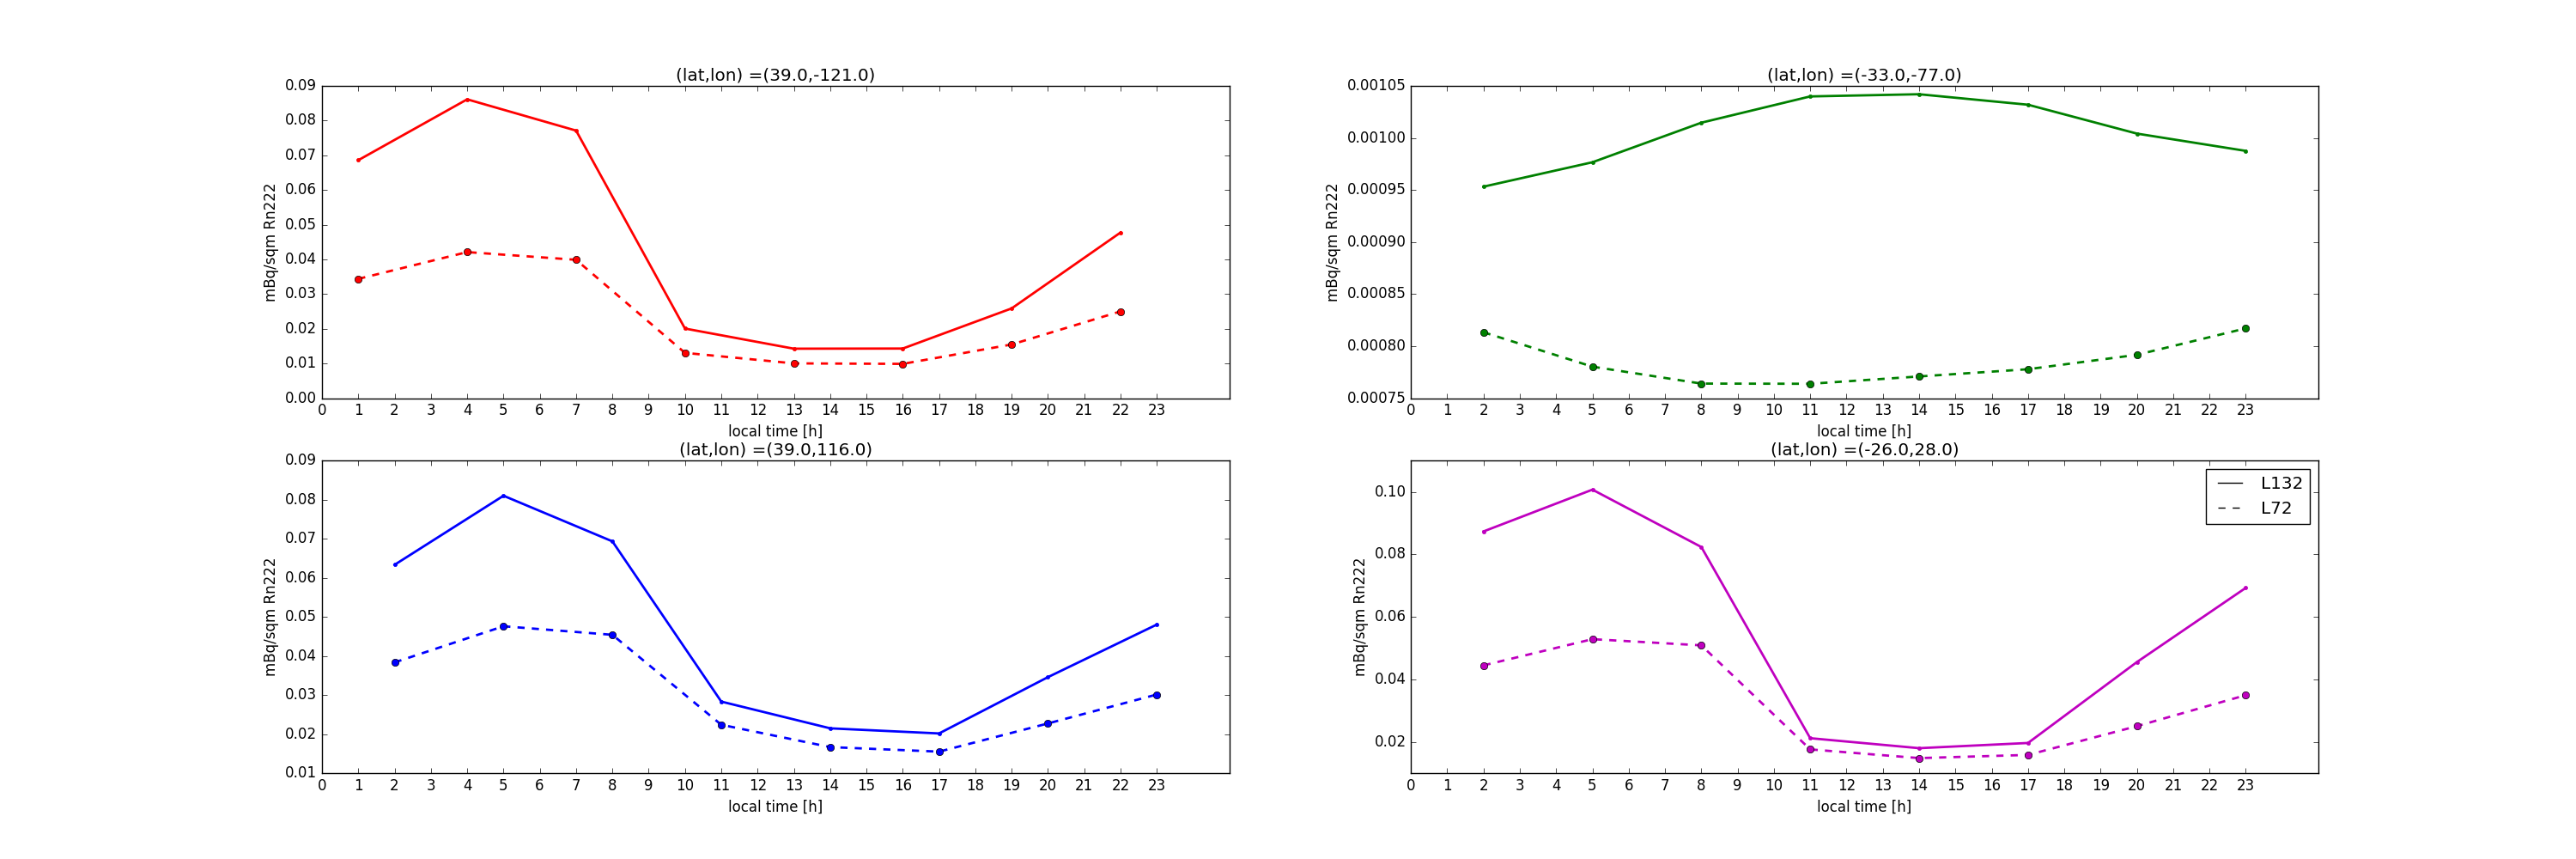 (lat,lon) =(39.0,-121.0)
0.09
0.08
0.07
0.06
0.05
0.04
0.03
0.02
0.01
0.00
mBq/sqm Rn222
0 1 2 3 4 5 6 7 8 9 10 11 12 13 14 15 16 17 18 19 20 21 22 23
local time [h]
(lat,lon) =(-33.0,-77.0)
0.00105
0.00100
0.00095
0.00090
0.00085
0.00080
0.00075
mBq/sqm Rn222
0 1 2 3 4 5 6 7 8 9 10 11 12 13 14 15 16 17 18 19 20 21 22 23
local time [h]
(lat,lon) =(39.0,116.0)
0.09
0.08
0.07
0.06
0.05
0.04
0.03
0.02
0.01
mBq/sqm Rn222
0 1 2 3 4 5 6 7 8 9 10 11 12 13 14 15 16 17 18 19 20 21 22 23
local time [h]
(lat,lon) =(-26.0,28.0)
0.10
0.08
0.06
0.04
0.02
mBq/sqm Rn222
L132
L72
0 1 2 3 4 5 6 7 8 9 10 11 12 13 14 15 16 17 18 19 20 21 22 23
local time [h]